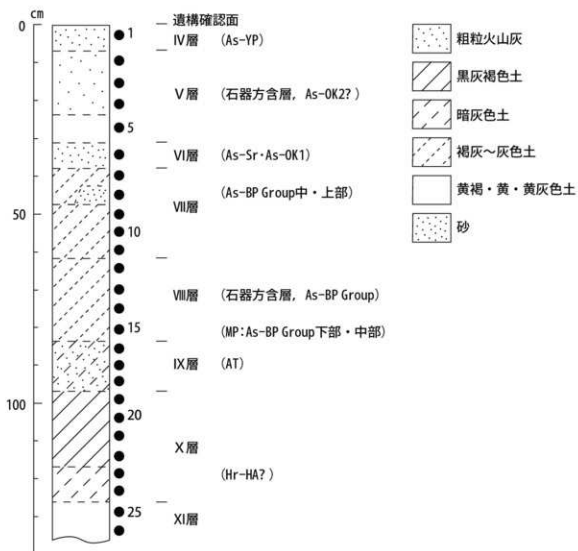 cm
遺構確認面
0
1
Ⅳ層 (As-YP)
Ⅴ層 (石器方含層, As-OK2?)
5
Ⅵ層 (As-Sr・As-OK1)
Ⅶ層 (As-BP Group中・上部)
50
10
Ⅷ層 (石器方含層, As-BP Group)
15
(MP:As-BP Group下部・中部)
Ⅸ層 (AT)
100
20
Ⅹ層
(Hr-HA?)
25
Ⅺ層
粗粒火山灰
黒灰褐色土
暗灰色土
褐灰～灰色土
黄褐・黄・黄灰色土
砂